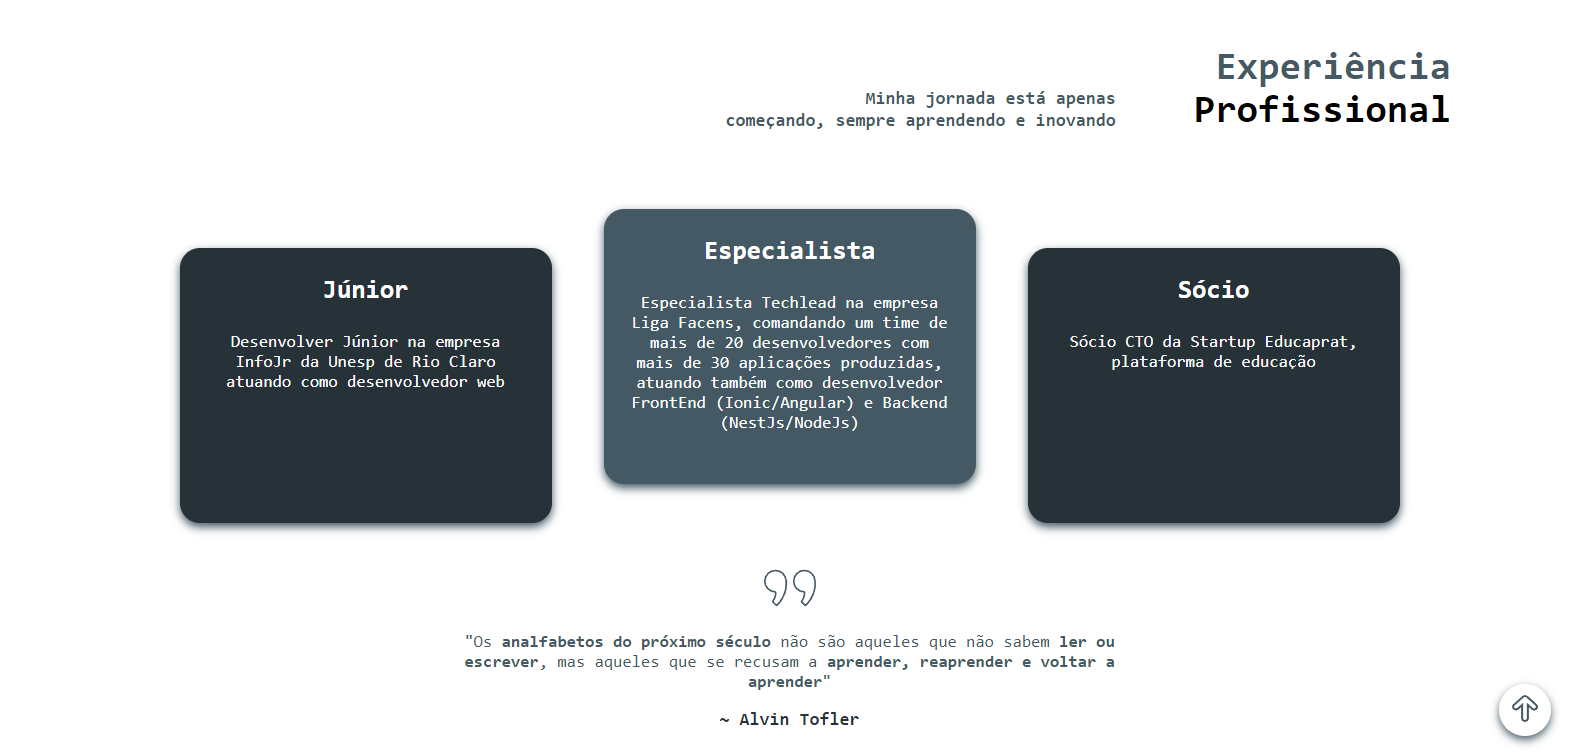 Experiência
Profissional
Minha jornada está apenas
começando, sempre aprendendo e inovando
Júnior
Desenvolver Júnior na empresa
InfoJr da Unesp de Rio Claro
atuando como desenvolvedor web
Especialista
Especialista Techlead na empresa
Liga Facens, comandando um time de
mais de 20 desenvolvedores com
mais de 30 aplicações produzidas,
atuando também como desenvolvedor
FrontEnd (Ionic/Angular) e Backend
(NestJs/NodeJs)
Sócio
Sócio CTO da Startup Educaprat,
plataforma de educação
"Os analfabetos do próximo século não são aqueles que não sabem ler ou
escrever, mas aqueles que se recusam a aprender, reaprender e voltar a
aprender"
~ Alvin Tofler